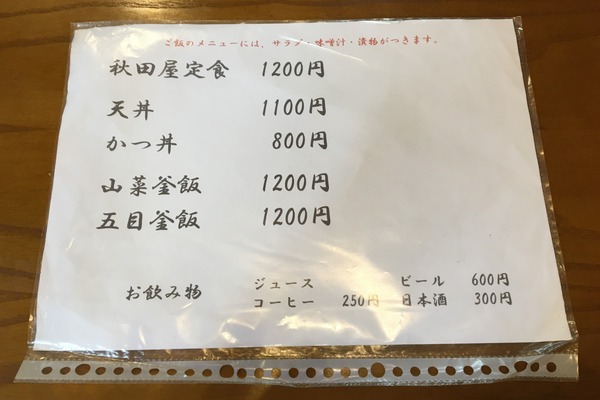 ご飯のメニューには、サラダ・味噌汁・漬物がつきます。
秋田屋定食 1200円
天丼 1100円
かつ丼 800円
山菜釜飯 1200円
五目釜飯 1200円
お飲み物
ジュース ビール 600円
コーヒー 250円 日本酒 300円